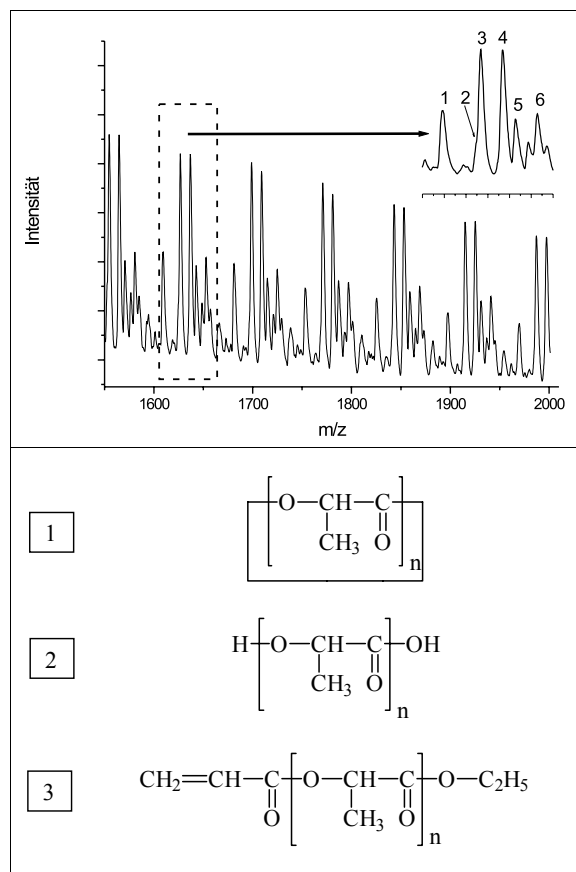 Intensität
1 2 3 4 5 6
1600 1700 1800 1900 2000
m/z
1
O CH C
CH3 O
n
2
H O CH C OH
CH3 O
n
3
CH2=CH C O CH C O C2H5
O CH3 O
n